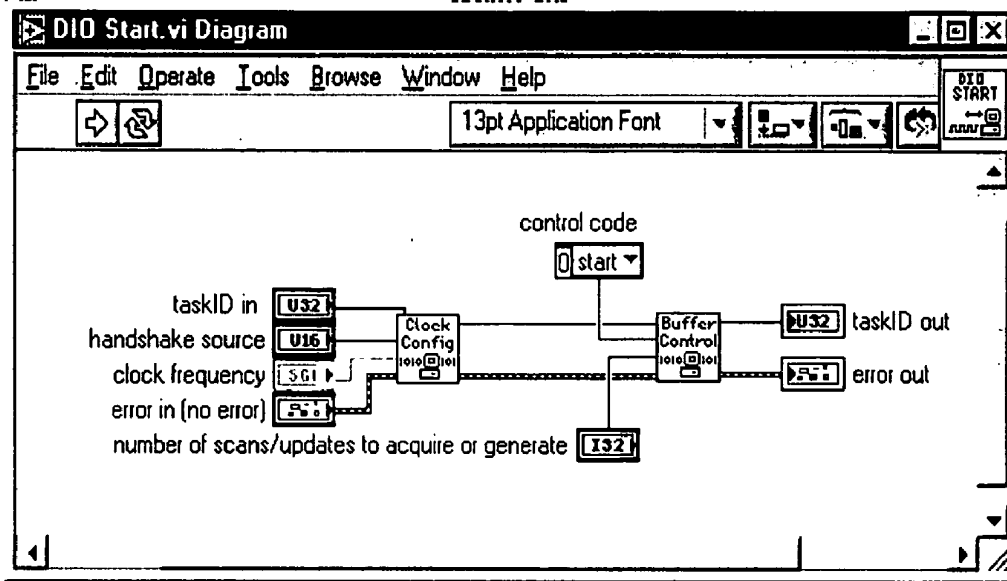 DIO Start.vi Diagram
File Edit Operate Tools Browse Window Help
DIO
START
13pt Application Font
control code
0 start
taskID in U32
handshake source U16
clock frequency SGL
error in (no error)
number of scans/updates to acquire or generate I32
Clock
Config
Buffer
Control
U32 taskID out
error out